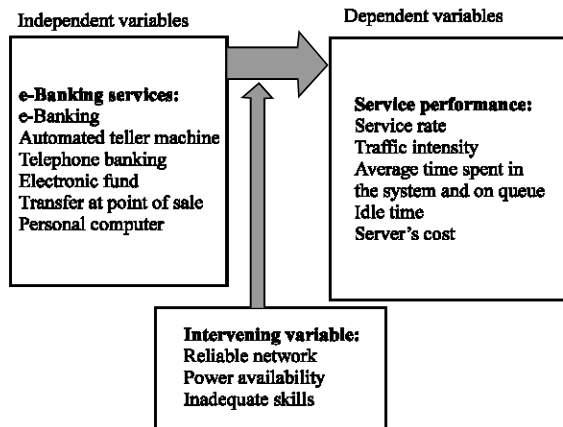 Independent variables
Dependent variables
e-Banking services:
e-Banking
Automated teller machine
Telephone banking
Electronic fund
Transfer at point of sale
Personal computer
Service performance:
Service rate
Traffic intensity
Average time spent in
the system and on queue
Idle time
Server's cost
Intervening variable:
Reliable network
Power availability
Inadequate skills